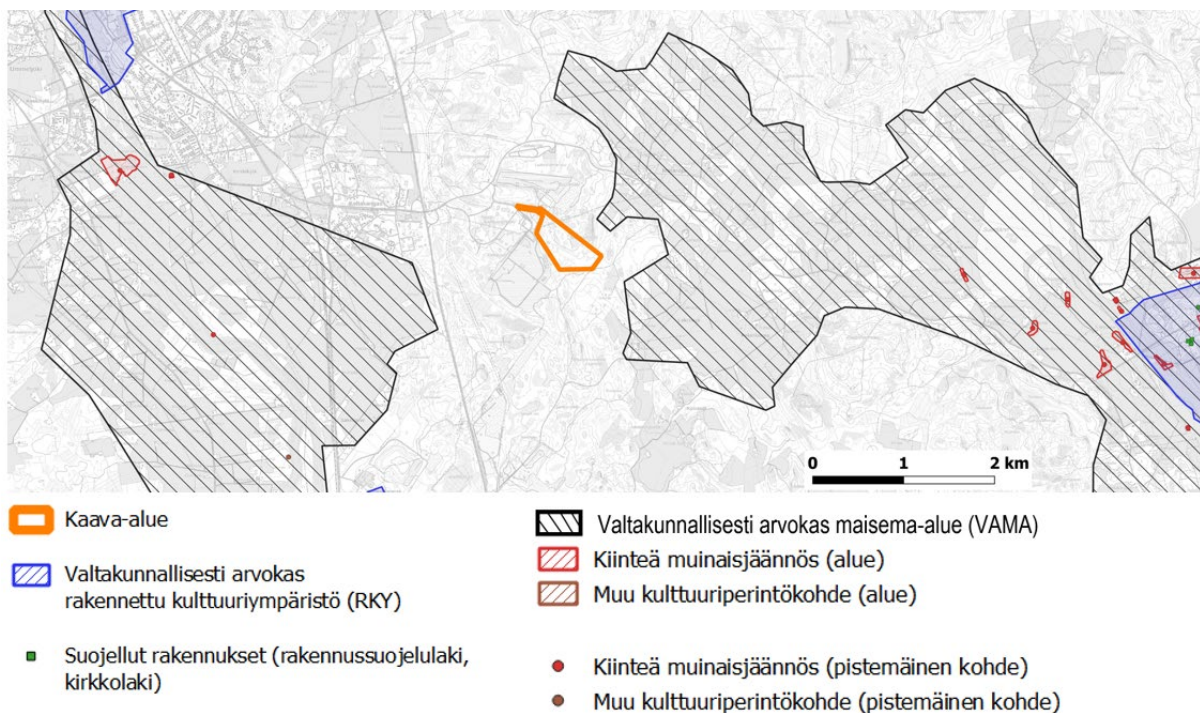 0 1 2 km
Kaava-alue
Valtakunnallisesti arvokas
rakennettu kulttuuriympäristö (RKY)
Suojellut rakennukset (rakennussuojelulaki,
kirkkolaki)
Valtakunnallisesti arvokas maisema-alue (VAMA)
Kiinteä muinaisjäännös (alue)
Muu kulttuuriperintökohde (alue)
Kiinteä muinaisjäännös (pistemäinen kohde)
Muu kulttuuriperintökohde (pistemäinen kohde)